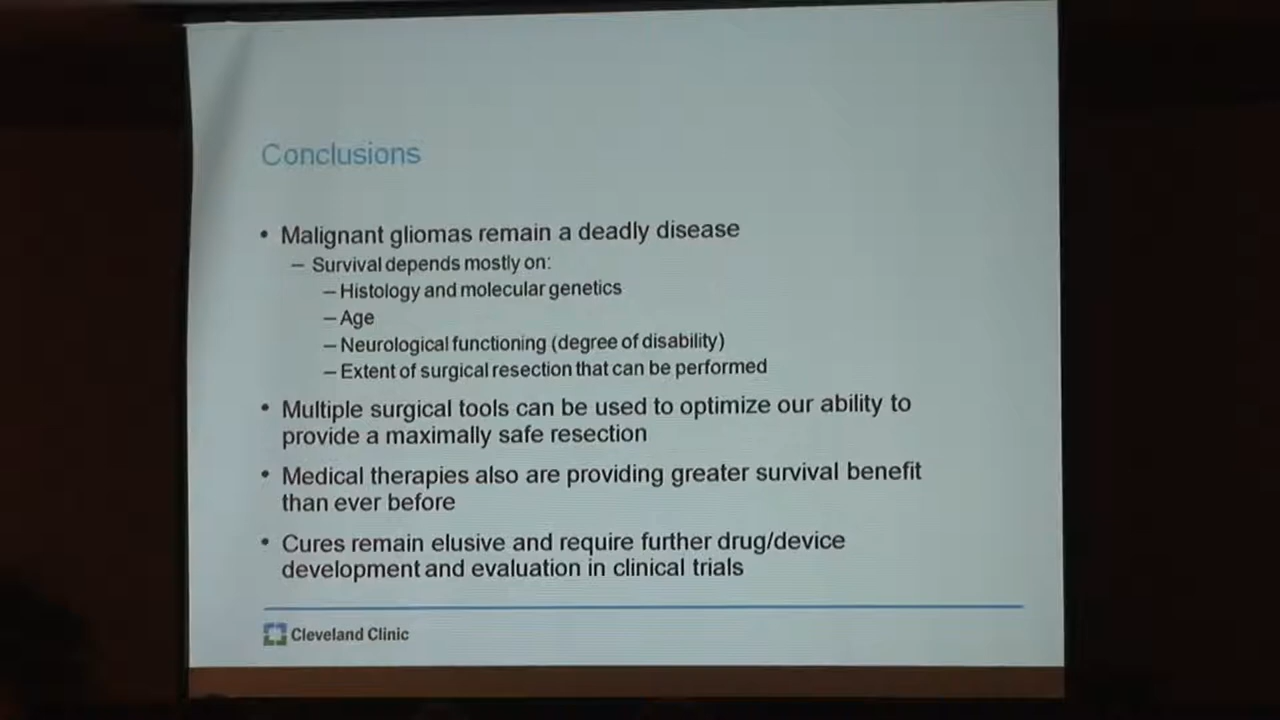 Conclusions
• Malignant gliomas remain a deadly disease
– Survival depends mostly on:
– Histology and molecular genetics
– Age
– Neurological functioning (degree of disability)
– Extent of surgical resection that can be performed
• Multiple surgical tools can be used to optimize our ability to
provide a maximally safe resection
• Medical therapies also are providing greater survival benefit
than ever before
• Cures remain elusive and require further drug/device
development and evaluation in clinical trials
Cleveland Clinic